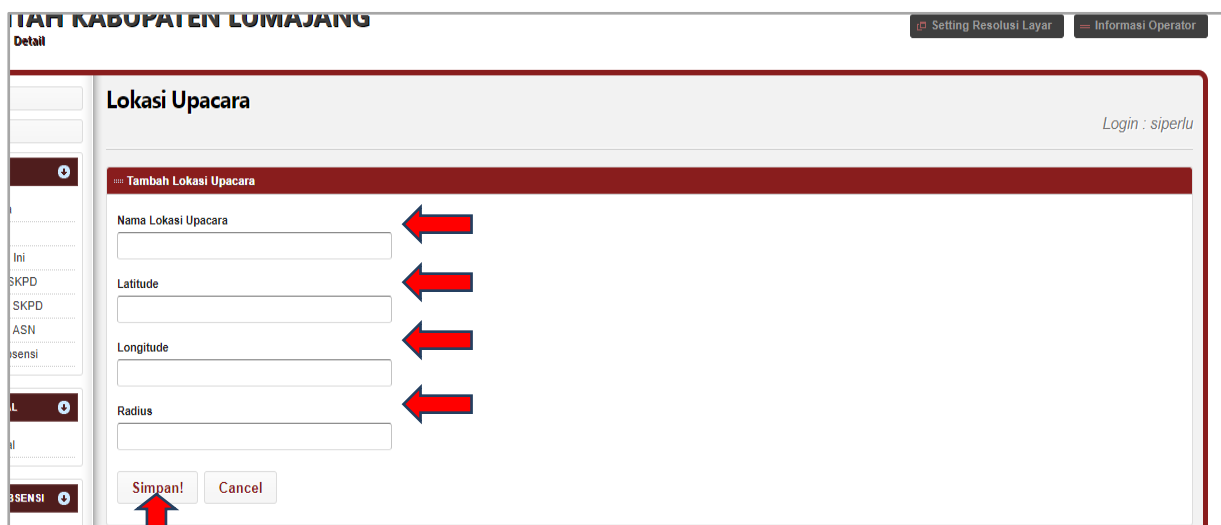 KABUPATEN LUMAJANG
Detail
Setting Resolusi Layar
Informasi Operator
Lokasi Upacara
Login : siperlu
Tambah Lokasi Upacara
Nama Lokasi Upacara
Ini
SKPD
Latitude
SKPD
ASN
Longitude
Radius
Simpan!
Cancel